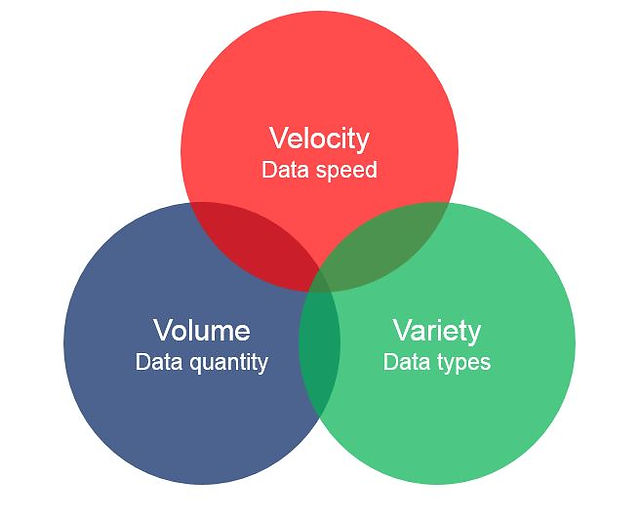 Velocity
Data speed
Volume
Data quantity
Variety
Data types